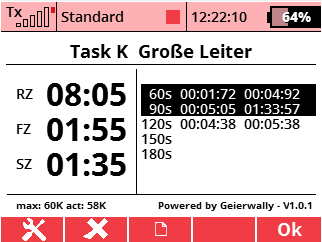 Tx Standard 12:22:10 64%
Task K Große Leiter
RZ 08:05
FZ 01:55
SZ 01:35
60s 00:01:72 00:04:92
90s 00:05:05 01:33:57
120s 00:04:38 00:05:38
150s
180s
max: 60K act: 58K Powered by Geierwally - V1.0.1
Ok